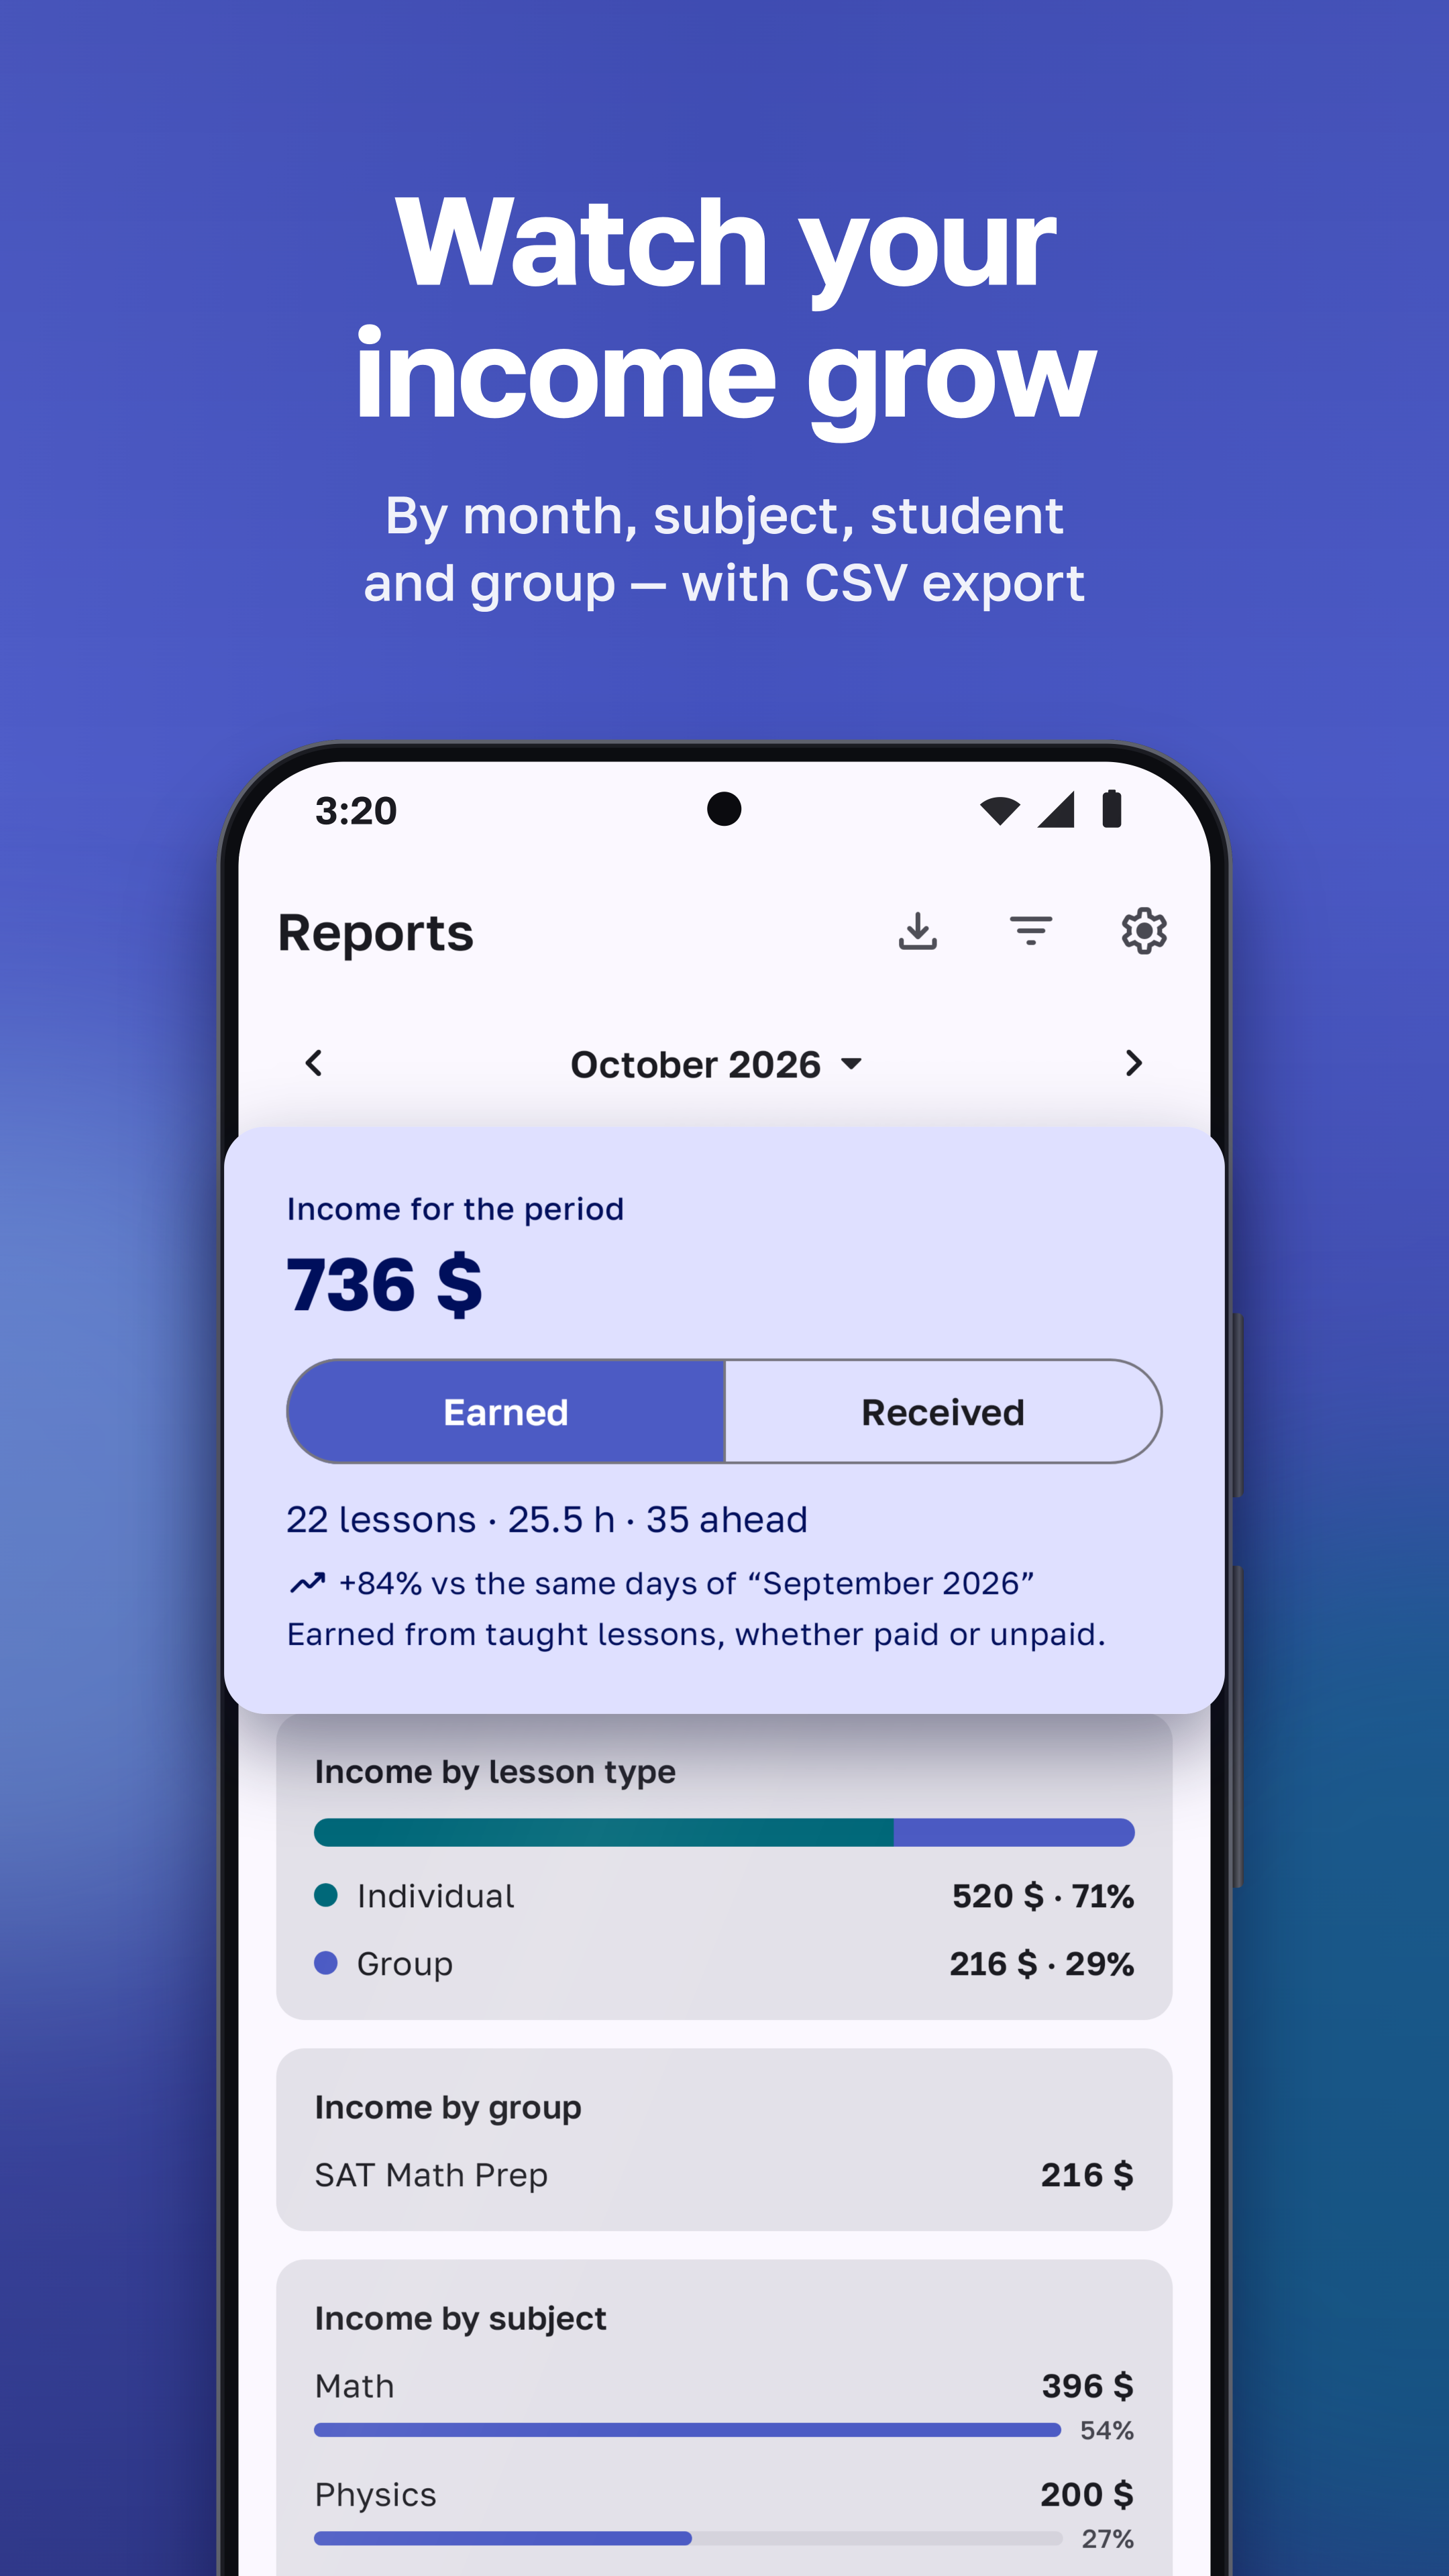 Watch your
income grow
By month, subject, student
and group — with CSV export
3:20
Reports
October 2026
Income for the period
736 $
Earned
Received
22 lessons · 25.5 h · 35 ahead
+84% vs the same days of “September 2026”
Earned from taught lessons, whether paid or unpaid.
Income by lesson type
Individual 520 $ · 71%
Group 216 $ · 29%
Income by group
SAT Math Prep 216 $
Income by subject
Math 396 $
54%
Physics 200 $
27%